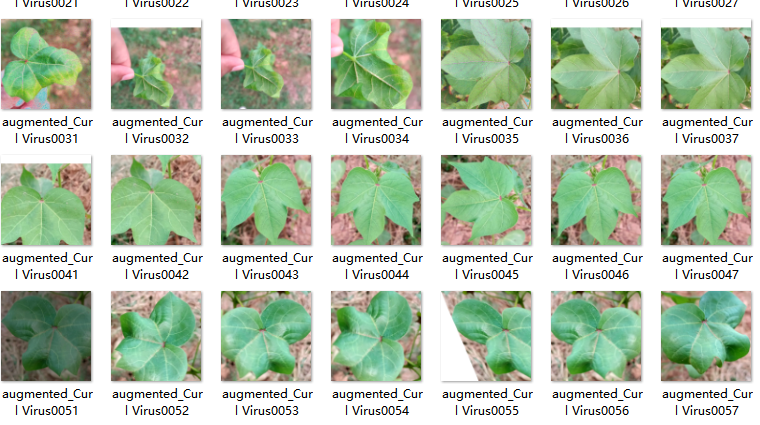 l Virus0021 l Virus0022 l Virus0023 l Virus0024 l Virus0025 l Virus0026 l Virus0027
augmented_Cur augmented_Cur augmented_Cur augmented_Cur augmented_Cur augmented_Cur augmented_Cur
l Virus0031 l Virus0032 l Virus0033 l Virus0034 l Virus0035 l Virus0036 l Virus0037
augmented_Cur augmented_Cur augmented_Cur augmented_Cur augmented_Cur augmented_Cur augmented_Cur
l Virus0041 l Virus0042 l Virus0043 l Virus0044 l Virus0045 l Virus0046 l Virus0047
augmented_Cur augmented_Cur augmented_Cur augmented_Cur augmented_Cur augmented_Cur augmented_Cur
l Virus0051 l Virus0052 l Virus0053 l Virus0054 l Virus0055 l Virus0056 l Virus0057